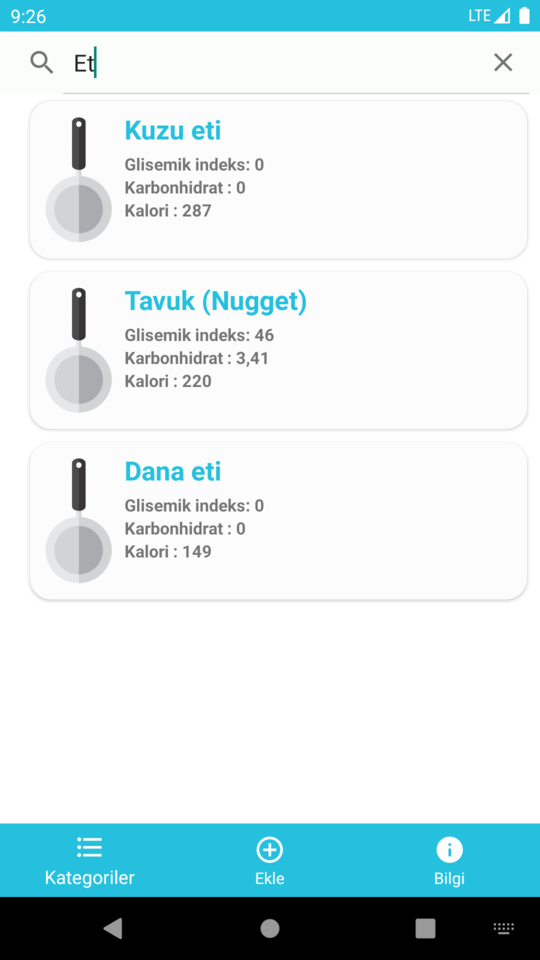 9:26
LTE
Et
Kuzu eti
Glisemik indeks: 0
Karbonhidrat : 0
Kalori : 287
Tavuk (Nugget)
Glisemik indeks: 46
Karbonhidrat : 3,41
Kalori : 220
Dana eti
Glisemik indeks: 0
Karbonhidrat : 0
Kalori : 149
Kategoriler
Ekle
Bilgi